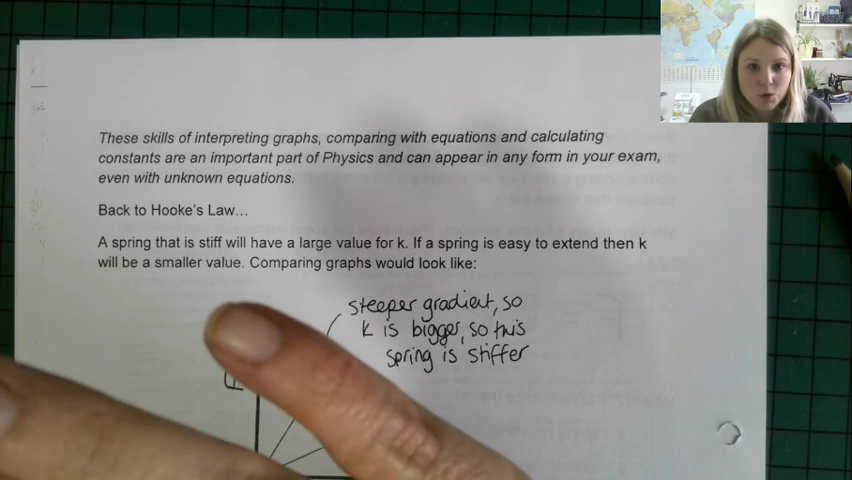 These skills of interpreting graphs, comparing with equations and calculating
constants are an important part of Physics and can appear in any form in your exam,
even with unknown equations.
Back to Hooke's Law…
A spring that is stiff will have a large value for k. If a spring is easy to extend then k
will be a smaller value. Comparing graphs would look like:
steeper gradient, so
k is bigger, so this
spring is stiffer
F